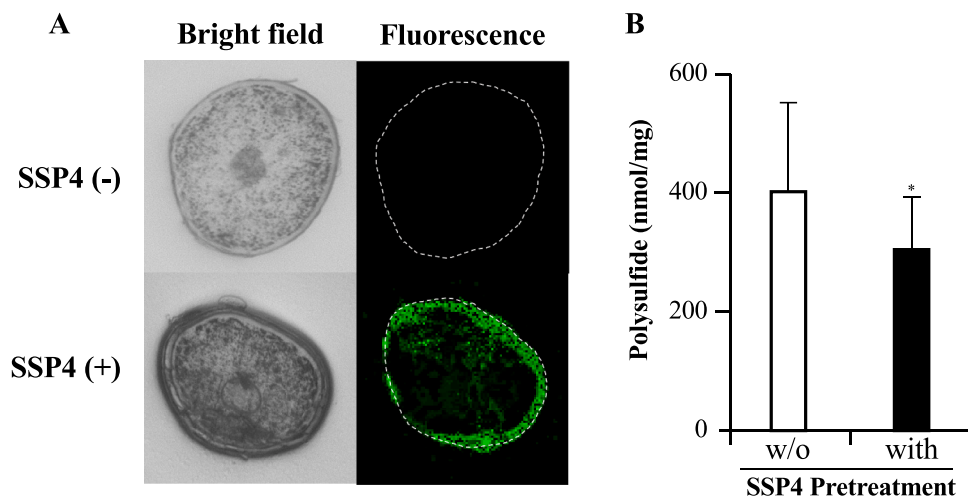 A
Bright field
Fluorescence
SSP4 (-)
SSP4 (+)
B
Polysulfide (nmol/mg)
600
400
200
0
*
w/o
with
SSP4 Pretreatment